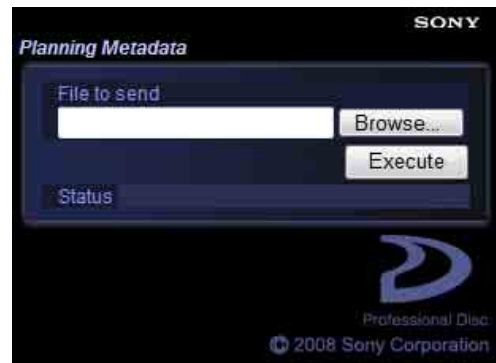 SONY
Planning Metadata
File to send
Browse...
Execute
Status
Professional Disc
© 2008 Sony Corporation